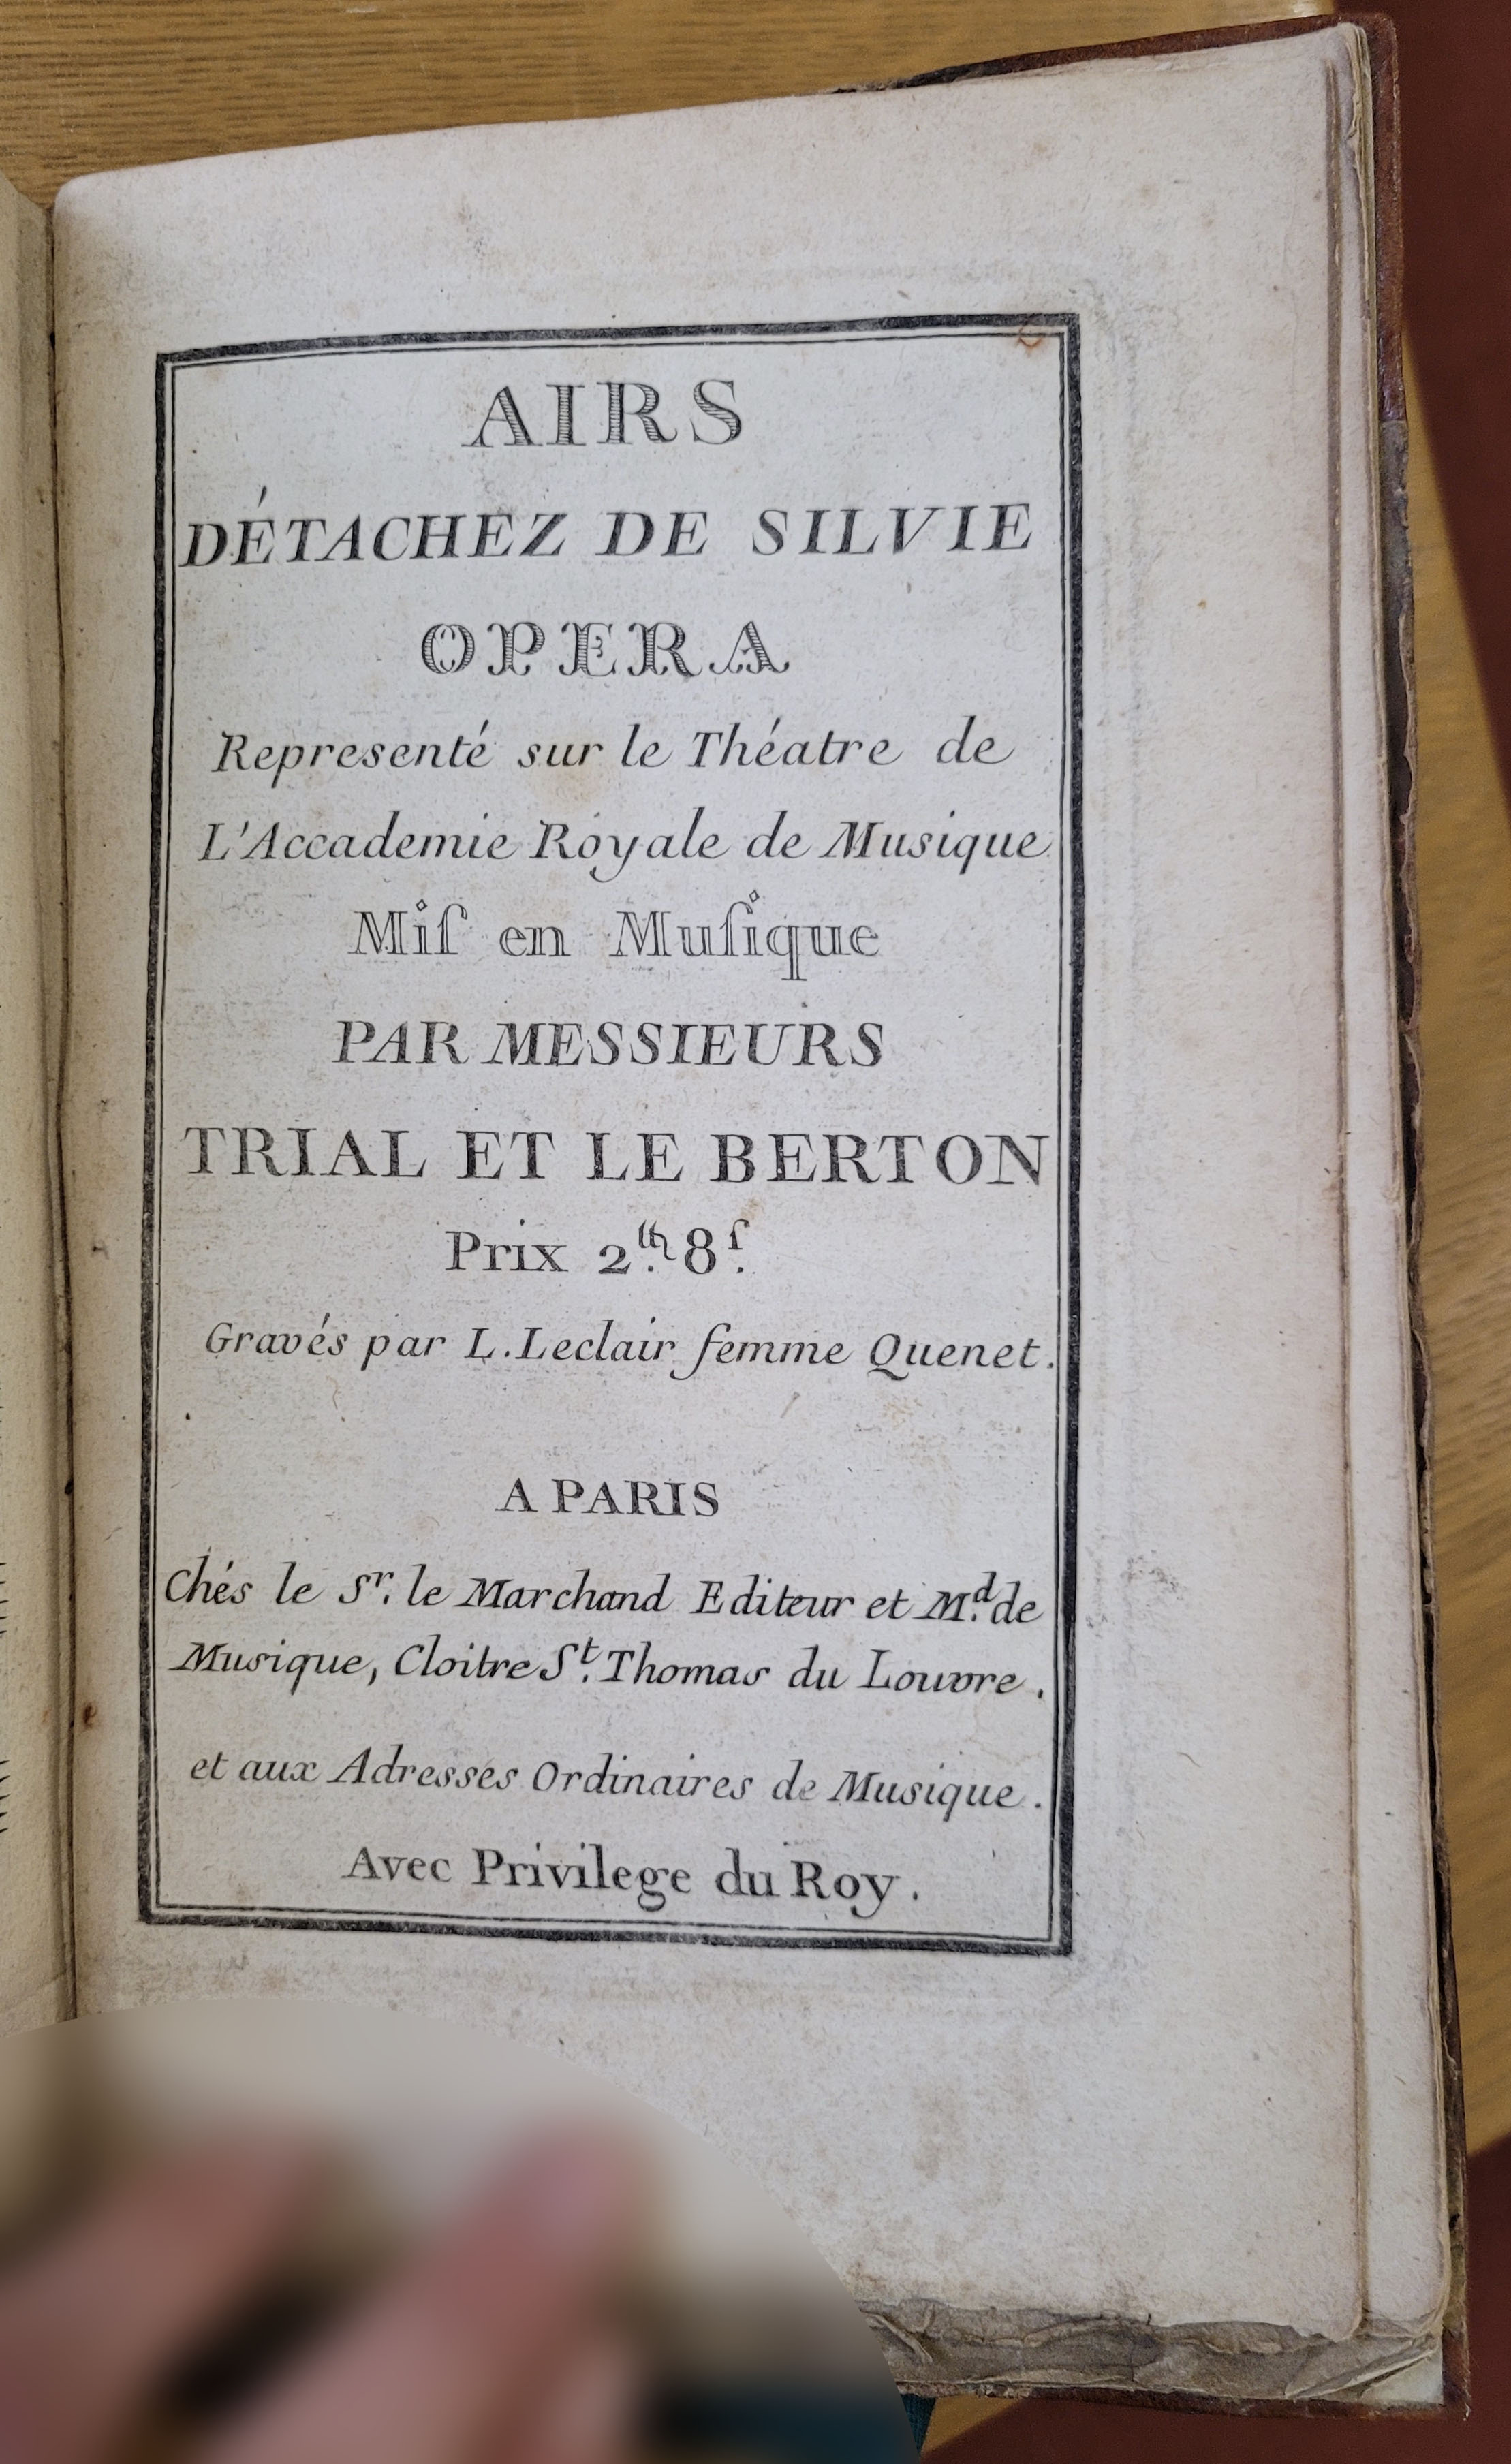 AIRS
DÉTACHEZ DE SILVIE
OPERA
Representé sur le Théatre de
L'Accademie Royale de Musique
Miſ en Muſique
PAR MESSIEURS
TRIAL ET LE BERTON
Prix 2.ᵗᵗ 8.ſ
Gravés par L. Leclair femme Quenet.
A PARIS
Chés le Sr. le Marchand Editeur et Md. de
Musique, Cloitre St. Thomas du Louvre.
et aux Adresses Ordinaires de Musique.
Avec Privilege du Roy.